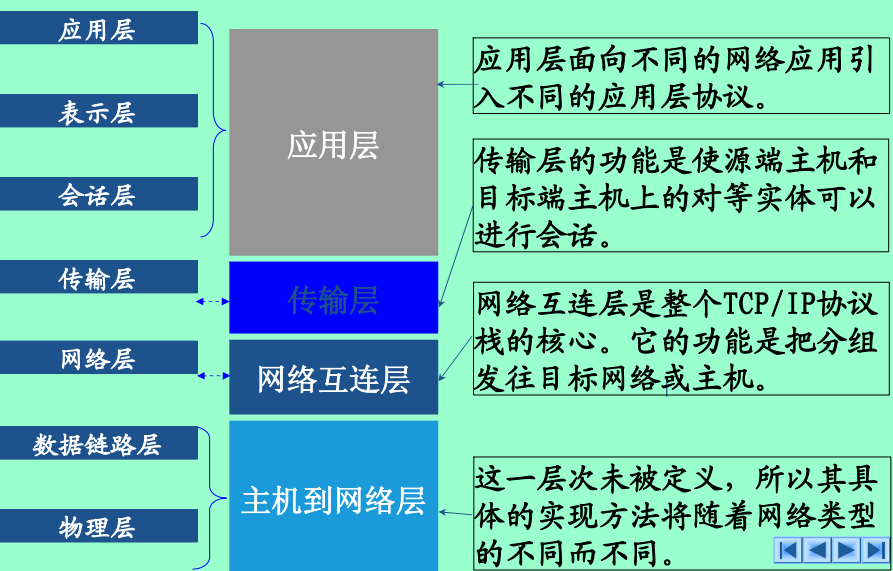 应用层
表示层
会话层
传输层
网络层
数据链路层
物理层
应用层
传输层
网络互连层
主机到网络层
应用层面向不同的网络应用引
入不同的应用层协议。
传输层的功能是使源端主机和
目标端主机上的对等实体可以
进行会话。
网络互连层是整个TCP/IP协议
栈的核心。它的功能是把分组
发往目标网络或主机。
这一层次未被定义，所以其具
体的实现方法将随着网络类型
的不同而不同。